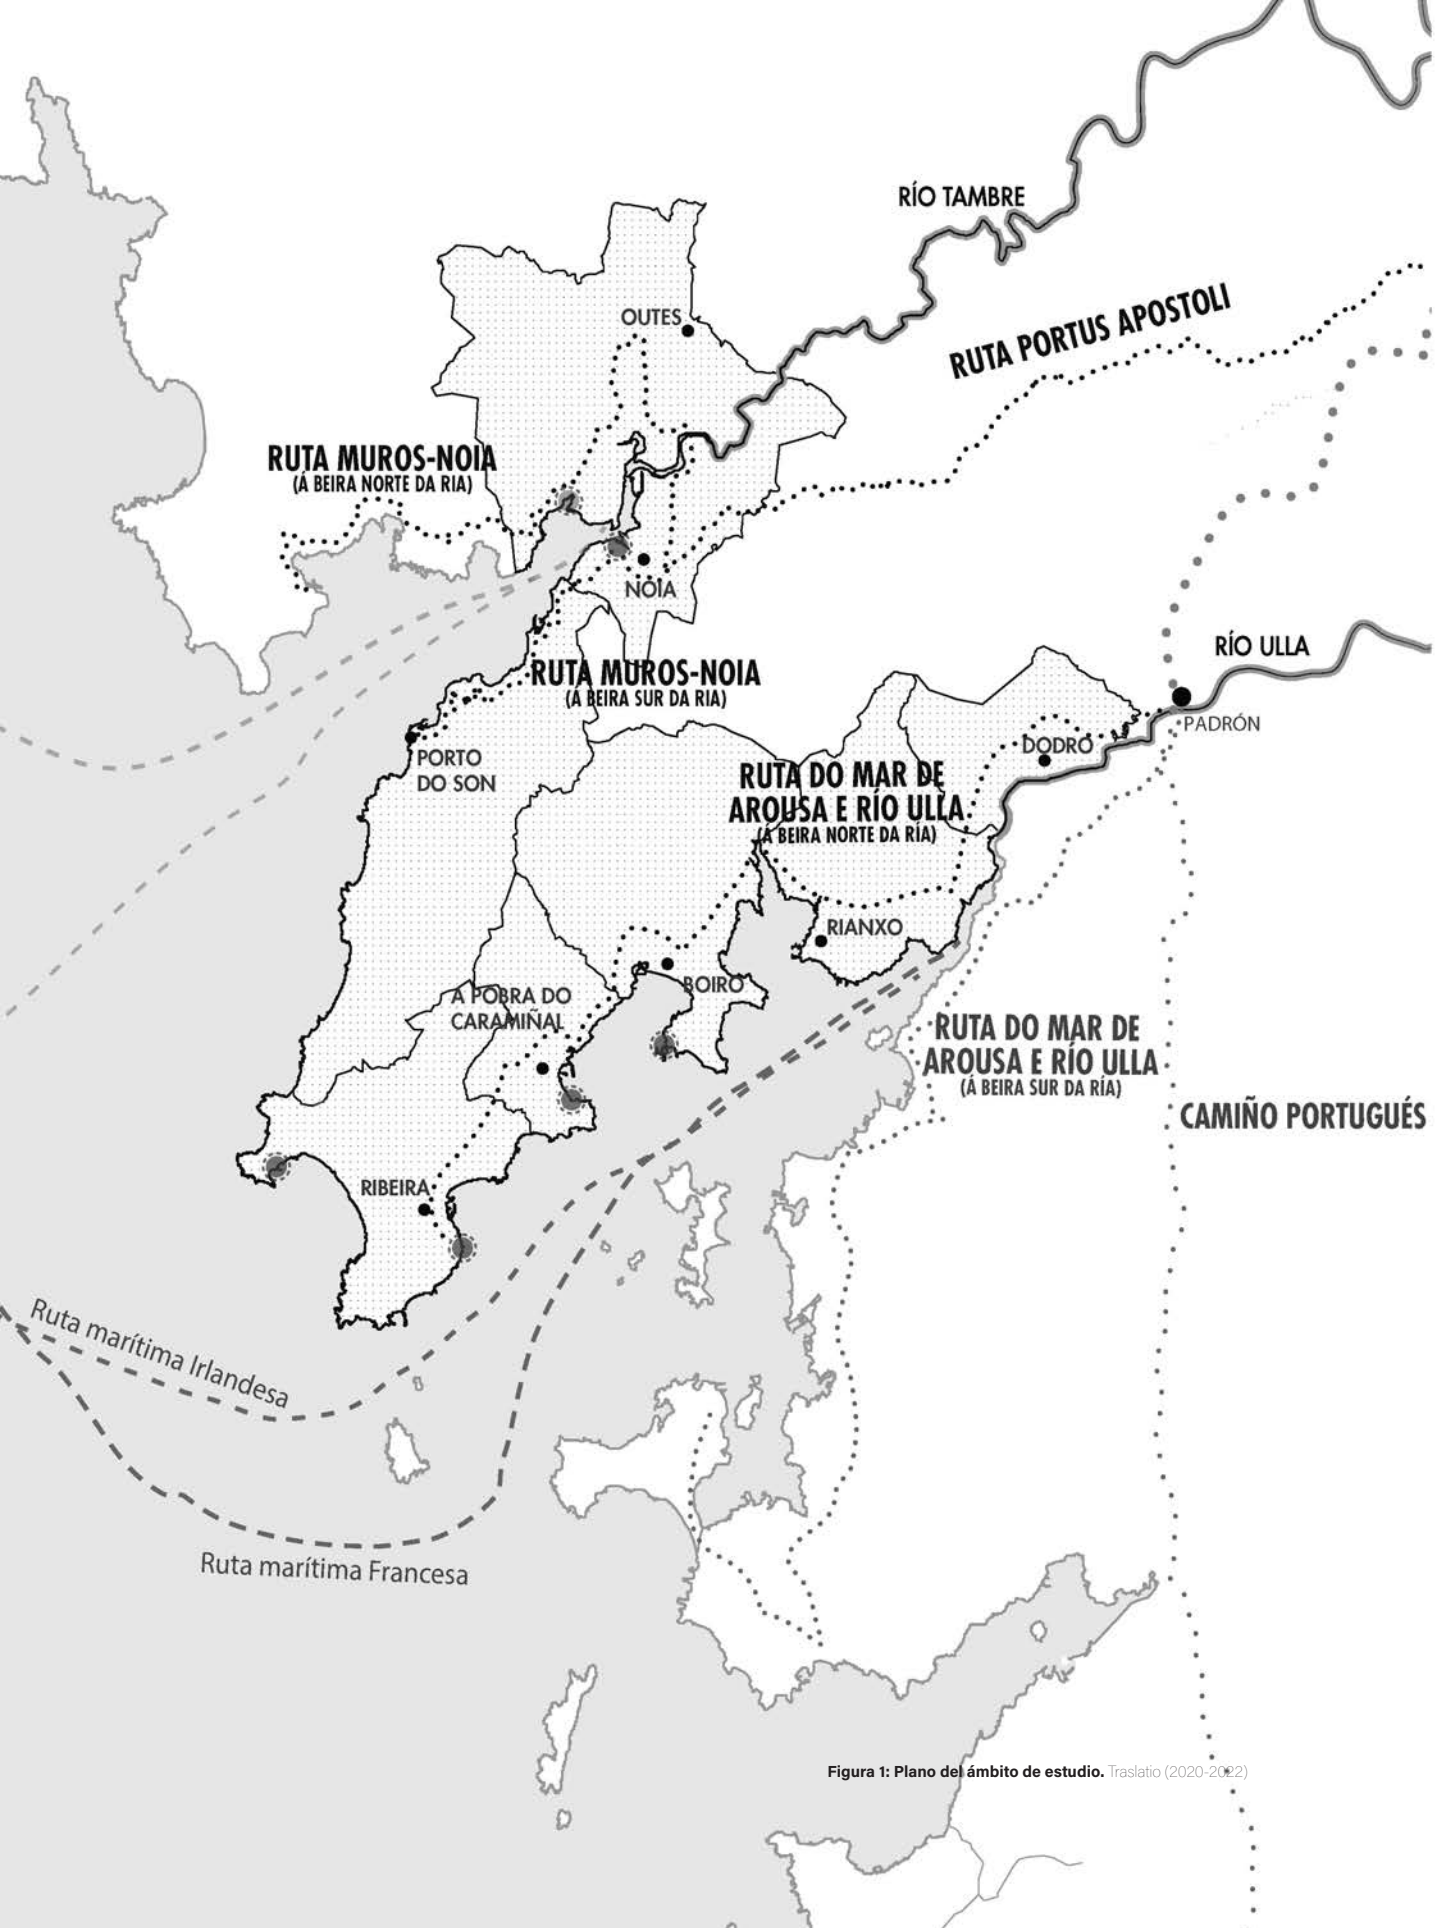 RÍO TAMBRE
RUTA PORTUS APOSTOLI
OUTES
RUTA MUROS-NOIA
(Á BEIRA NORTE DA RIA)
NOIA
RÍO ULLA
RUTA MUROS-NOIA
(Á BEIRA SUR DA RIA)
PADRÓN
DODRO
PORTO
DO SON
RUTA DO MAR DE
AROUSA E RÍO ULLA
(Á BEIRA NORTE DA RÍA)
RIANXO
BOIRO
A POBRA DO
CARAMIÑAL
RUTA DO MAR DE
AROUSA E RÍO ULLA
(Á BEIRA SUR DA RÍA)
CAMIÑO PORTUGUÉS
RIBEIRA
Ruta marítima Irlandesa
Ruta marítima Francesa
Figura 1: Plano del ámbito de estudio. Traslatio (2020-2022)